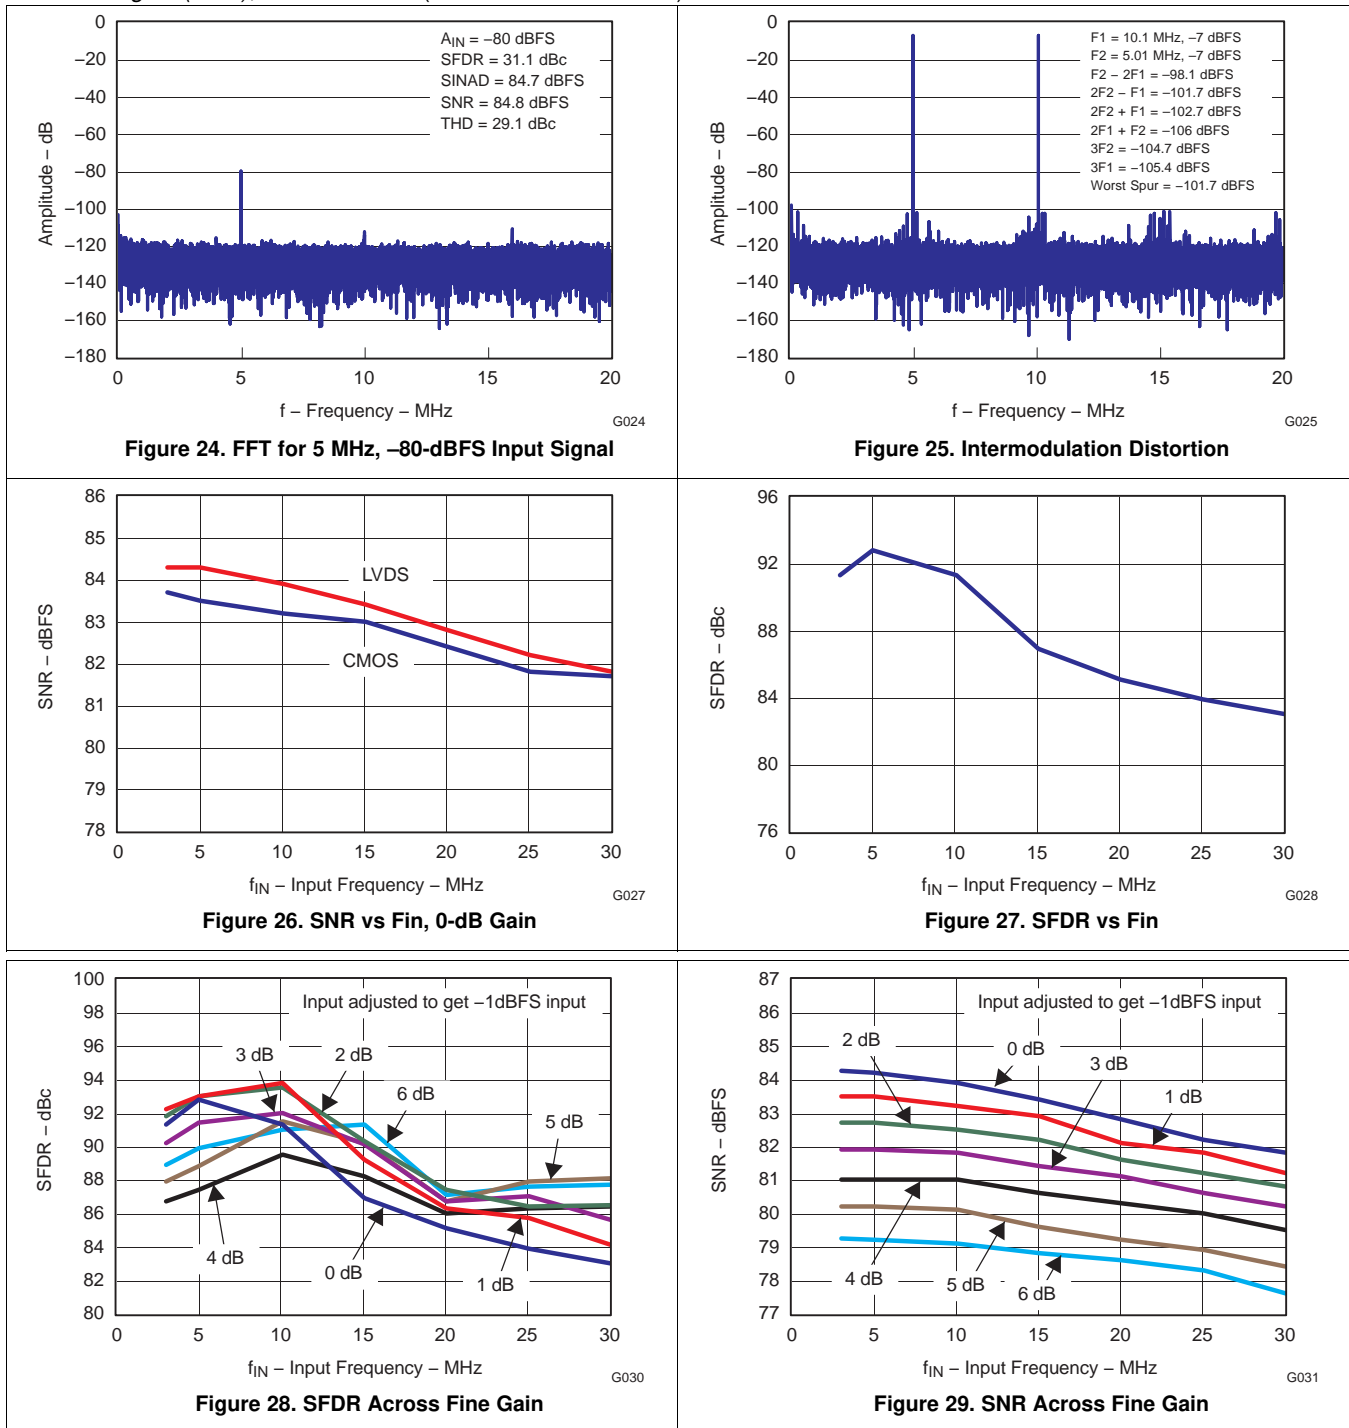 0
−20
−40
−60
−80
−100
−120
−140
−160
−180
Amplitude − dB
A_IN = −80 dBFS
SFDR = 31.1 dBc
SINAD = 84.7 dBFS
SNR = 84.8 dBFS
THD = 29.1 dBc
0 5 10 15 20
f − Frequency − MHz
G024
Figure 24. FFT for 5 MHz, –80-dBFS Input Signal
0
−20
−40
−60
−80
−100
−120
−140
−160
−180
Amplitude − dB
F1 = 10.1 MHz, −7 dBFS
F2 = 5.01 MHz, −7 dBFS
F2 − 2F1 = −98.1 dBFS
2F2 − F1 = −101.7 dBFS
2F2 + F1 = −102.7 dBFS
2F1 + F2 = −106 dBFS
3F2 = −104.7 dBFS
3F1 = −105.4 dBFS
Worst Spur = −101.7 dBFS
0 5 10 15 20
f − Frequency − MHz
G025
Figure 25. Intermodulation Distortion
86
85
84
83
82
81
80
79
78
SNR − dBFS
LVDS
CMOS
0 5 10 15 20 25 30
f_IN − Input Frequency − MHz
G027
Figure 26. SNR vs Fin, 0-dB Gain
96
92
88
84
80
76
SFDR − dBc
0 5 10 15 20 25 30
f_IN − Input Frequency − MHz
G028
Figure 27. SFDR vs Fin
100
98
96
94
92
90
88
86
84
82
80
SFDR − dBc
Input adjusted to get −1dBFS input
3 dB
2 dB
6 dB
5 dB
4 dB
0 dB
1 dB
0 5 10 15 20 25 30
f_IN − Input Frequency − MHz
G030
Figure 28. SFDR Across Fine Gain
87
86
85
84
83
82
81
80
79
78
77
SNR − dBFS
Input adjusted to get −1dBFS input
2 dB
0 dB
3 dB
1 dB
4 dB
5 dB
6 dB
0 5 10 15 20 25 30
f_IN − Input Frequency − MHz
G031
Figure 29. SNR Across Fine Gain